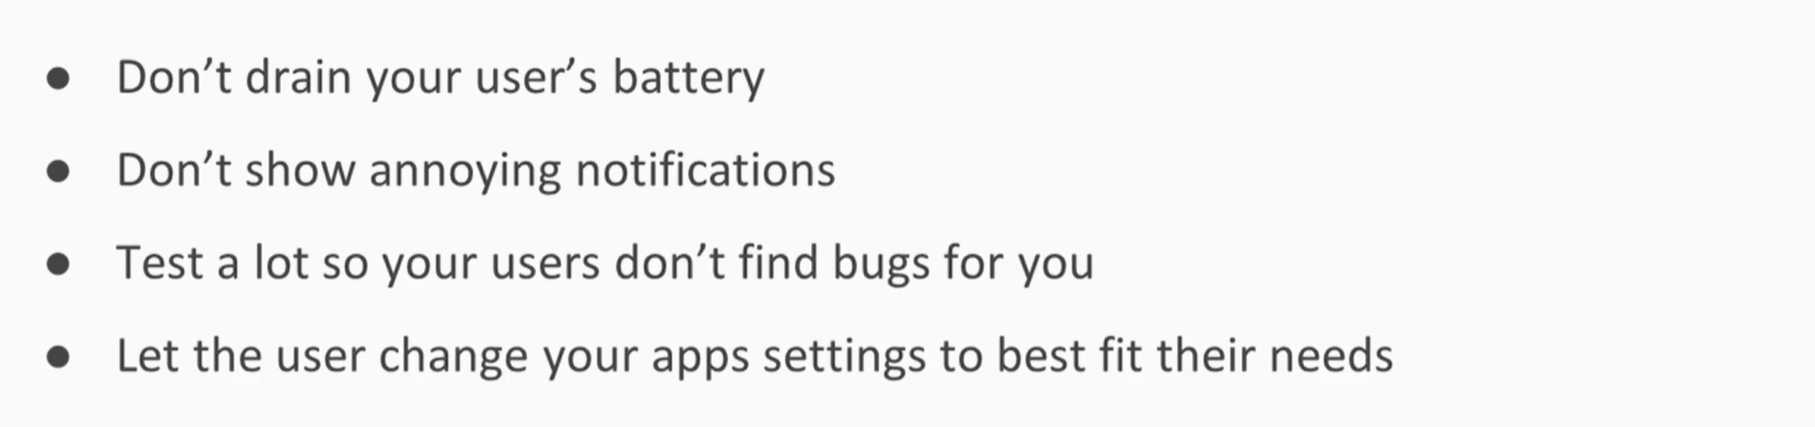 ● Don’t drain your user’s battery
● Don’t show annoying notifications
● Test a lot so your users don’t find bugs for you
● Let the user change your apps settings to best fit their needs